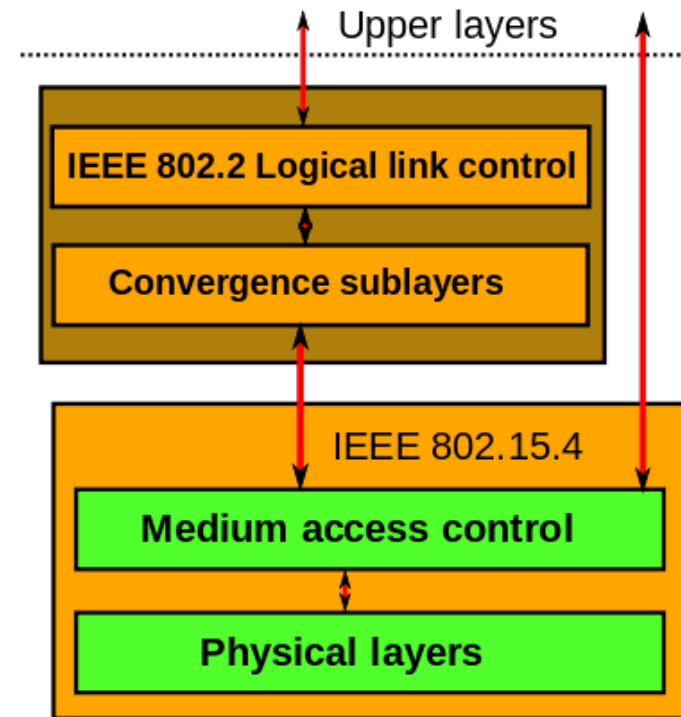 Upper layers
IEEE 802.2 Logical link control
Convergence sublayers
IEEE 802.15.4
Medium access control
Physical layers